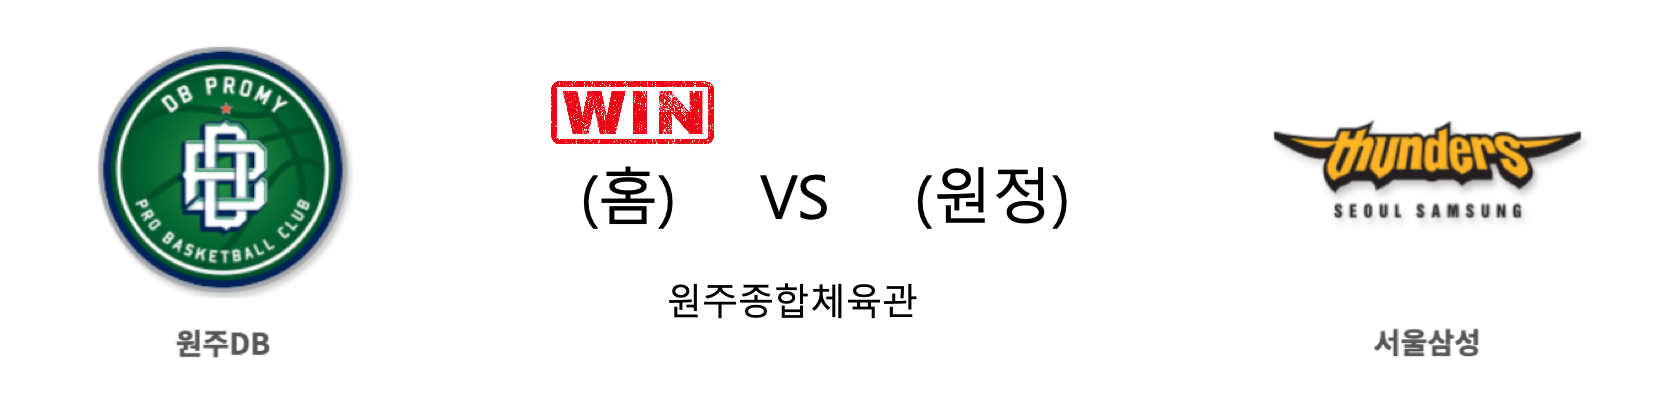 DB PROMY
DB
PRO BASKETBALL CLUB
원주DB
WIN
(홈) VS (원정)
원주종합체육관
thunders
SEOUL SAMSUNG
서울삼성